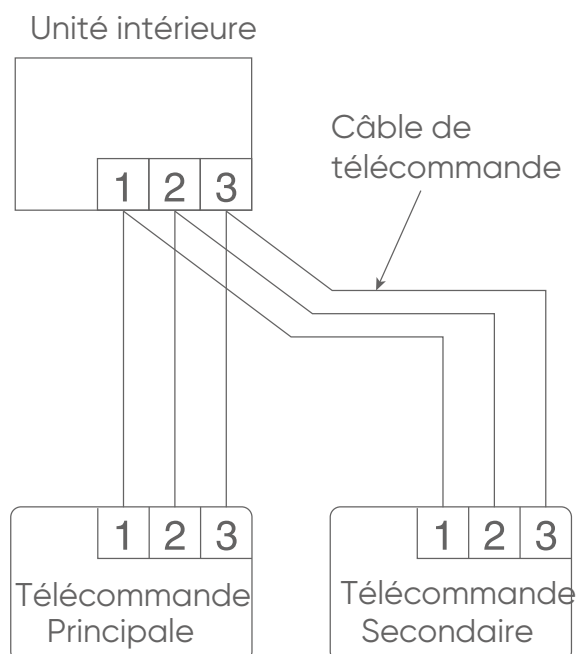 Unité intérieure
Câble de
télécommande
1 2 3
1 2 3
1 2 3
Télécommande
Principale
Télécommande
Secondaire